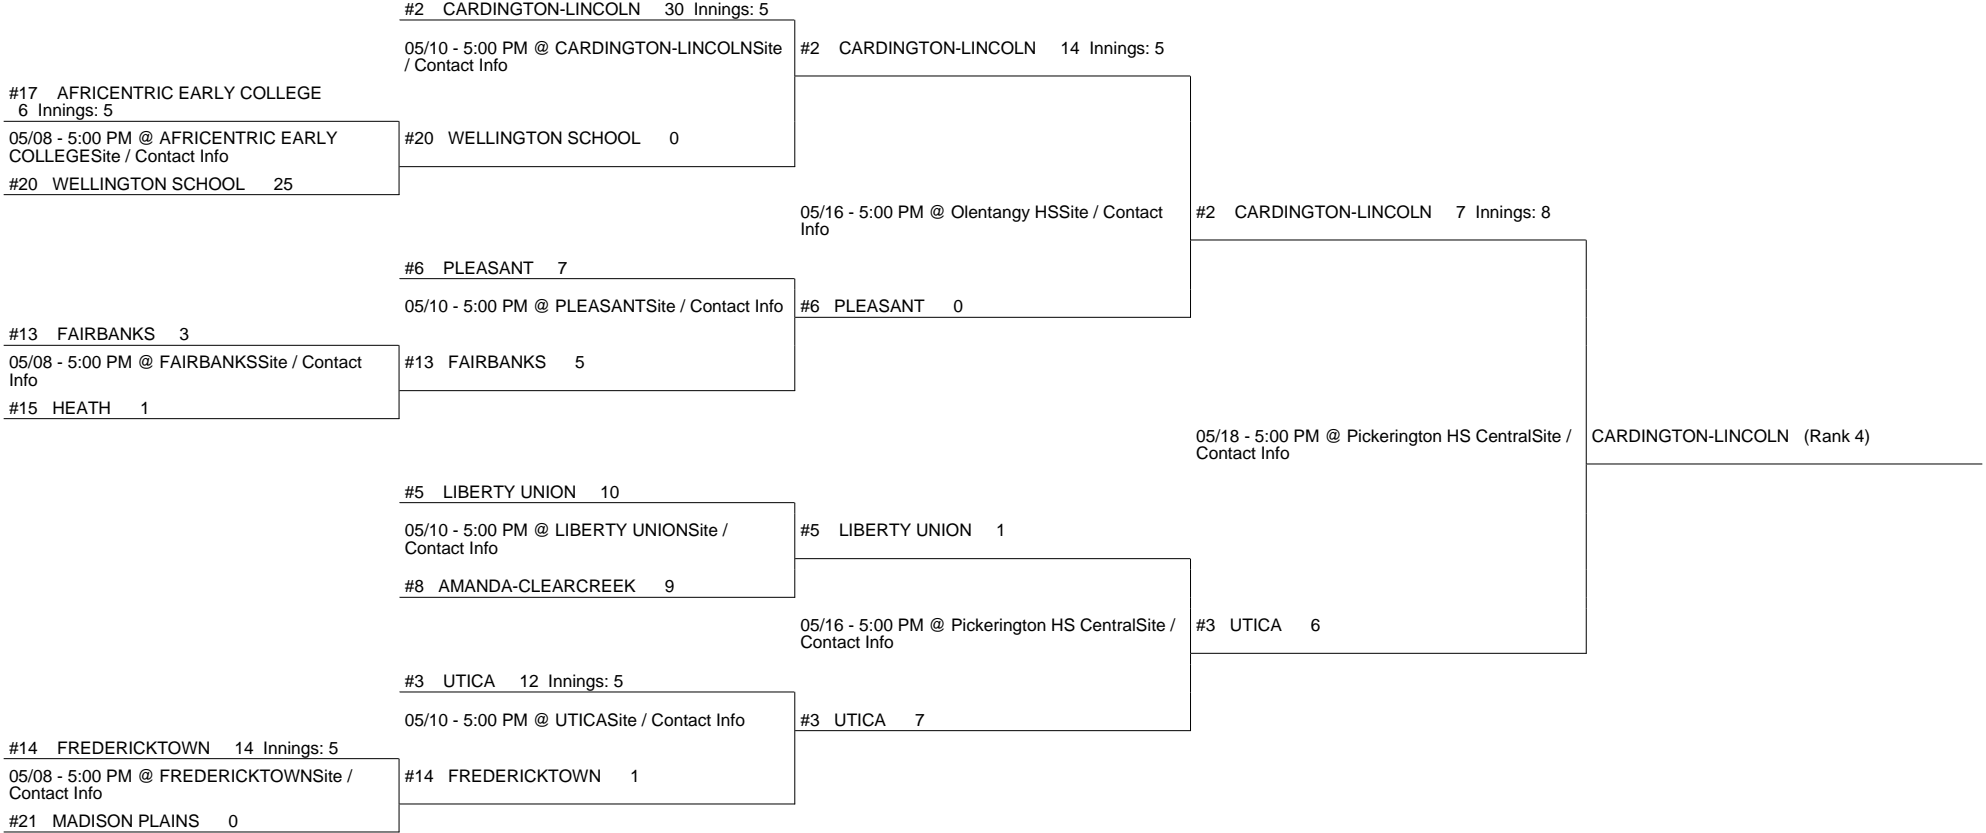 #2 CARDINGTON-LINCOLN 30 Innings: 5
05/10 - 5:00 PM @ CARDINGTON-LINCOLNSite
/ Contact Info
#2 CARDINGTON-LINCOLN 14 Innings: 5
#17 AFRICENTRIC EARLY COLLEGE
6 Innings: 5
05/08 - 5:00 PM @ AFRICENTRIC EARLY
COLLEGESite / Contact Info
#20 WELLINGTON SCHOOL 0
#20 WELLINGTON SCHOOL 25
05/16 - 5:00 PM @ Olentangy HSSite / Contact
Info
#2 CARDINGTON-LINCOLN 7 Innings: 8
#6 PLEASANT 7
05/10 - 5:00 PM @ PLEASANTSite / Contact Info
#6 PLEASANT 0
#13 FAIRBANKS 3
05/08 - 5:00 PM @ FAIRBANKSSite / Contact
Info
#13 FAIRBANKS 5
#15 HEATH 1
05/18 - 5:00 PM @ Pickerington HS CentralSite /
Contact Info
CARDINGTON-LINCOLN (Rank 4)
#5 LIBERTY UNION 10
05/10 - 5:00 PM @ LIBERTY UNIONSite /
Contact Info
#5 LIBERTY UNION 1
#8 AMANDA-CLEARCREEK 9
05/16 - 5:00 PM @ Pickerington HS CentralSite /
Contact Info
#3 UTICA 6
#3 UTICA 12 Innings: 5
05/10 - 5:00 PM @ UTICASite / Contact Info
#3 UTICA 7
#14 FREDERICKTOWN 14 Innings: 5
05/08 - 5:00 PM @ FREDERICKTOWNSite /
Contact Info
#14 FREDERICKTOWN 1
#21 MADISON PLAINS 0